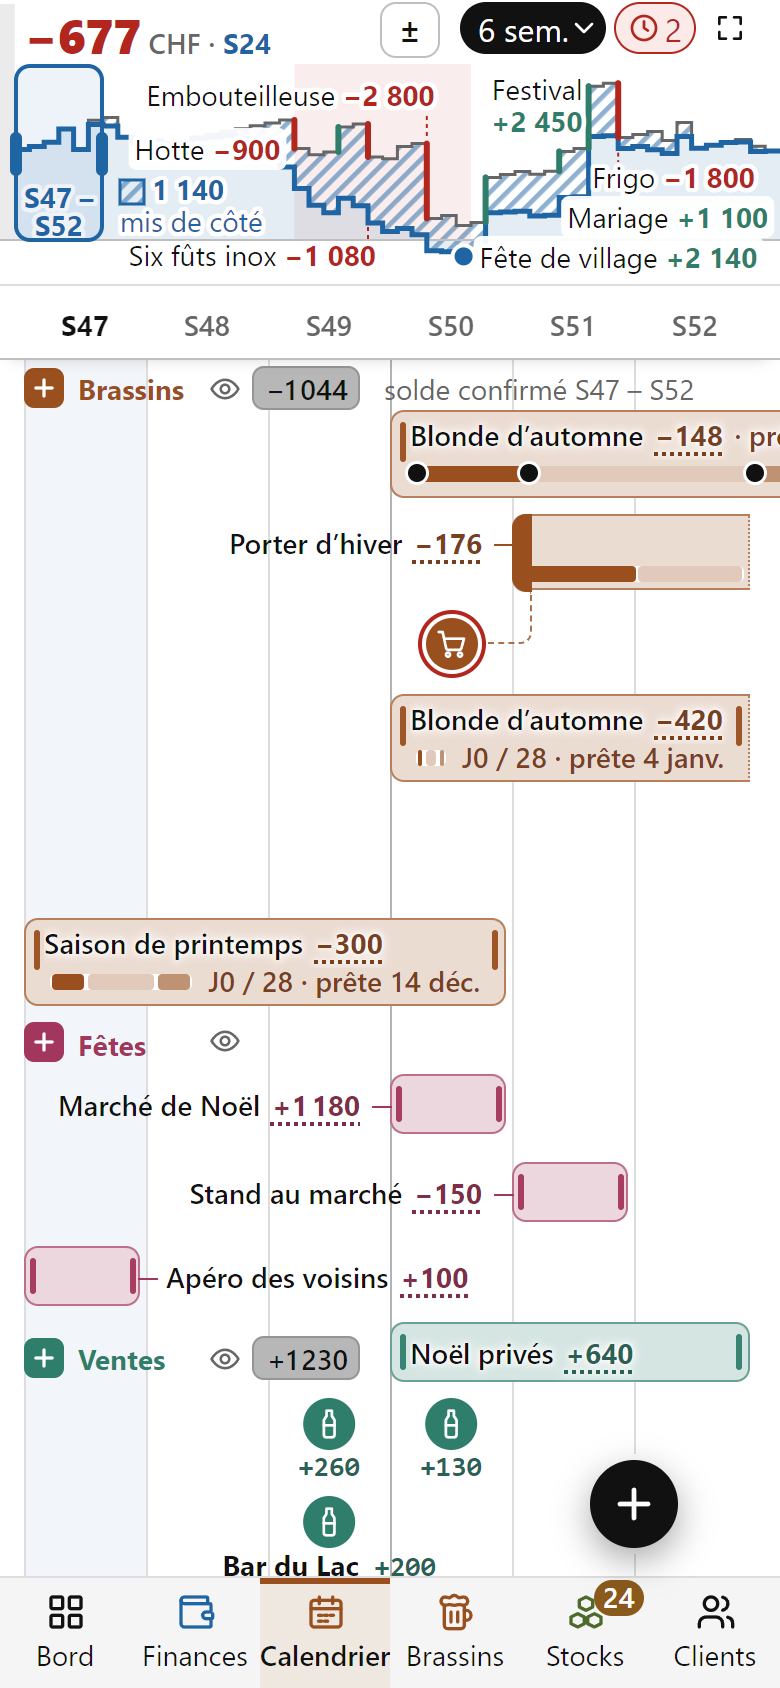 −677 CHF · S24
±
6 sem.
2
Embouteilleuse −2 800
Festival
+2 450
Hotte −900
S47 –
S52
1 140
mis de côté
Frigo −1 800
Mariage +1 100
Six fûts inox −1 080
Fête de village +2 140
S47 S48 S49 S50 S51 S52
Brassins −1044 solde confirmé S47 – S52
Blonde d’automne −148 · pr
Porter d’hiver −176
Blonde d’automne −420
J0 / 28 · prête 4 janv.
Saison de printemps −300
J0 / 28 · prête 14 déc.
Fêtes
Marché de Noël +1 180
Stand au marché −150
Apéro des voisins +100
Ventes +1230
Noël privés +640
+260 +130
Bar du Lac +200
24
Bord Finances Calendrier Brassins Stocks Clients